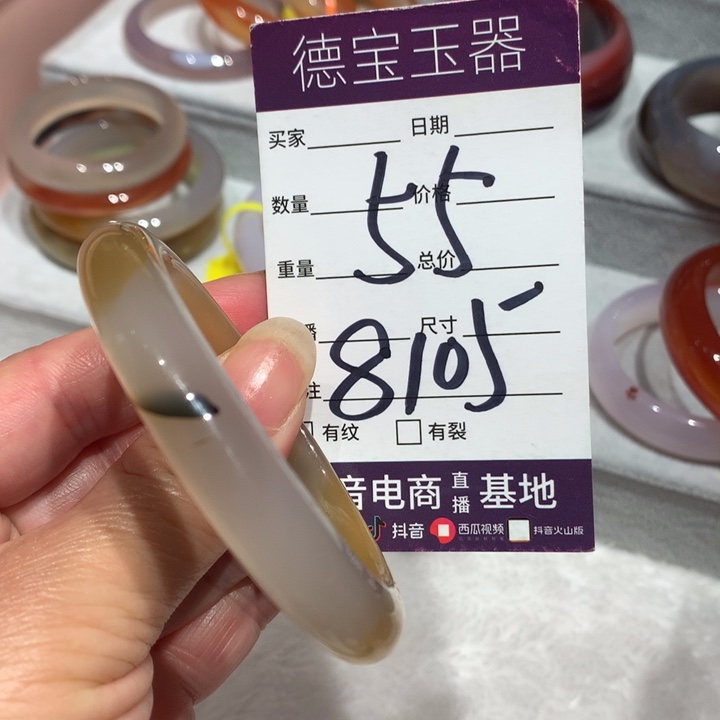 德宝玉器
买家 日期
数量 价格
55
重量 总价
播 尺寸
8105
注
有纹 有裂
音电商 直播 基地
抖音 西瓜视频 抖音火山版